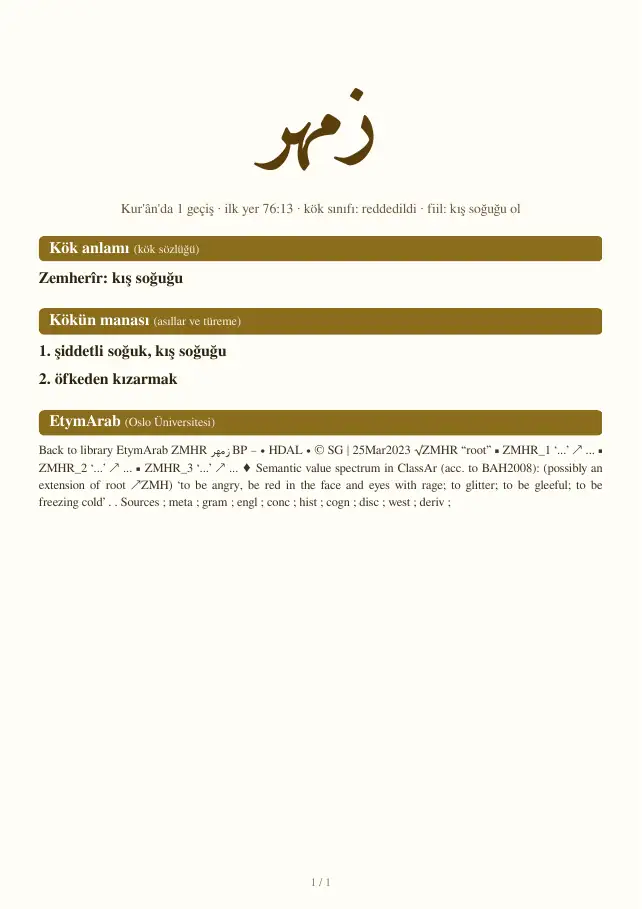 زمهر
Kur'ân'da 1 geçiş · ilk yer 76:13 · kök sınıfı: reddedildi · fiil: kış soğuğu ol
Kök anlamı (kök sözlüğü)
Zemherîr: kış soğuğu
Kökün manası (asıllar ve türeme)
1. şiddetli soğuk, kış soğuğu
2. öfkeden kızarmak
EtymArab (Oslo Üniversitesi)
Back to library EtymArab ZMHR زمهر BP – • HDAL • © SG | 25Mar2023 √ZMHR “root” ▪ ZMHR_1 ‘...’ ↗ ... ▪
ZMHR_2 ‘...’ ↗ ... ▪ ZMHR_3 ‘...’ ↗ ... ♦ Semantic value spectrum in ClassAr (acc. to BAH2008): (possibly an
extension of root ↗ZMH) ‘to be angry, be red in the face and eyes with rage; to glitter; to be gleeful; to be
freezing cold’ . . Sources ; meta ; gram ; engl ; conc ; hist ; cogn ; disc ; west ; deriv ;
1 / 1